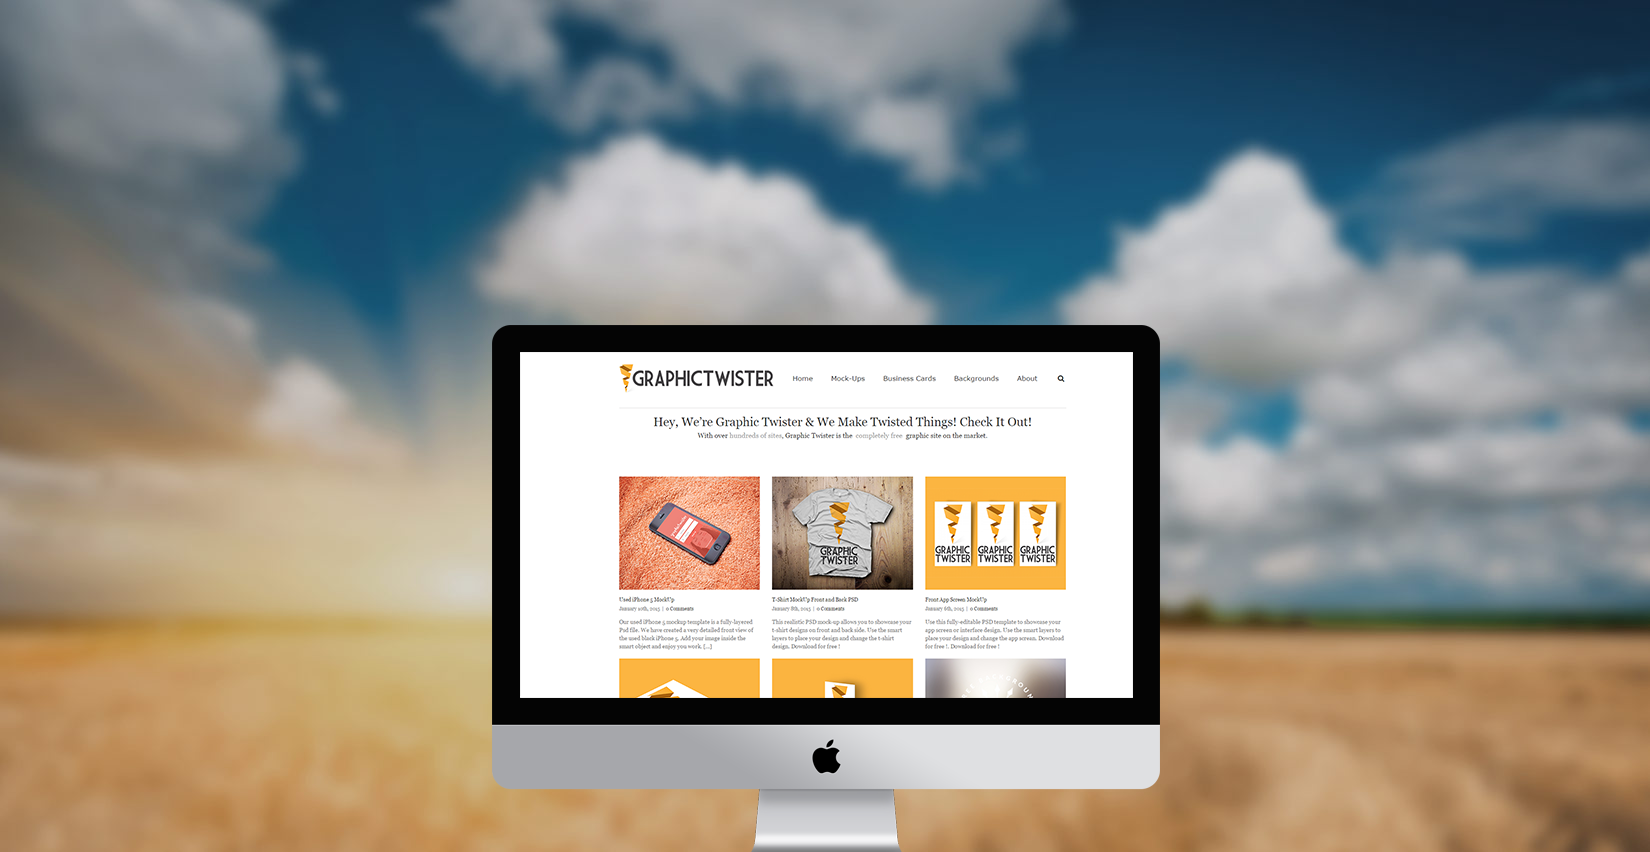 GRAPHICTWISTER
Home Mock-Ups Business Cards Backgrounds About
Hey, We're Graphic Twister & We Make Twisted Things! Check It Out!
With over hundreds of sites, Graphic Twister is the completely free graphic site on the market.
GRAPHIC
TWISTER
GRAPHIC
TWISTER
GRAPHIC
TWISTER
GRAPHIC
TWISTER
Used iPhone 5 MockUp
January 10th, 2015 | 0 Comments
Our used iPhone 5 mockup template is a fully-layered
Psd file. We have created a very detailed front view of
the used black iPhone 5. Add your image inside the
smart object and enjoy you work. [...]
T-Shirt MockUp Front and Back PSD
January 8th, 2015 | 0 Comments
This realistic PSD mock-up allows you to showcase your
t-shirt designs on front and back side. Use the smart
layers to place your design and change the t-shirt
design. Download for free !
Front App Screen MockUp
January 6th, 2015 | 0 Comments
Use this fully-editable PSD template to showcase your
app screen or interface design. Use the smart layers to
place your design and change the app screen. Download
for free !. Download for free !